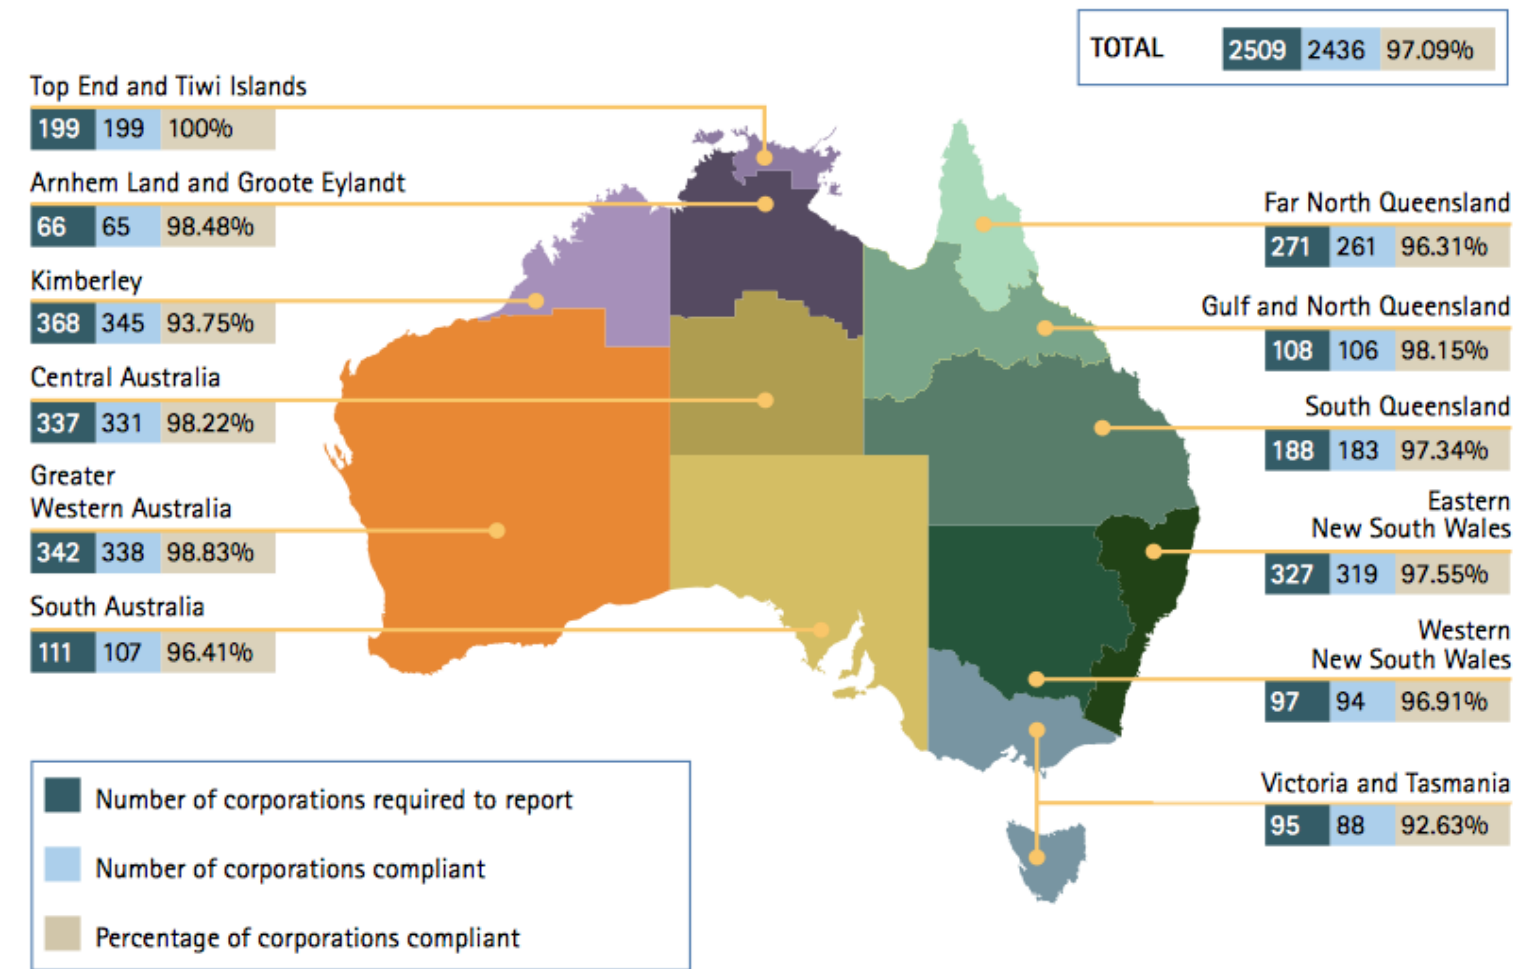 TOTAL 2509 2436 97.09%
Top End and Tiwi Islands
199 199 100%
Arnhem Land and Groote Eylandt
66 65 98.48%
Kimberley
368 345 93.75%
Central Australia
337 331 98.22%
Greater
Western Australia
342 338 98.83%
South Australia
111 107 96.41%
Far North Queensland
271 261 96.31%
Gulf and North Queensland
108 106 98.15%
South Queensland
188 183 97.34%
Eastern
New South Wales
327 319 97.55%
Western
New South Wales
97 94 96.91%
Victoria and Tasmania
95 88 92.63%
Number of corporations required to report
Number of corporations compliant
Percentage of corporations compliant